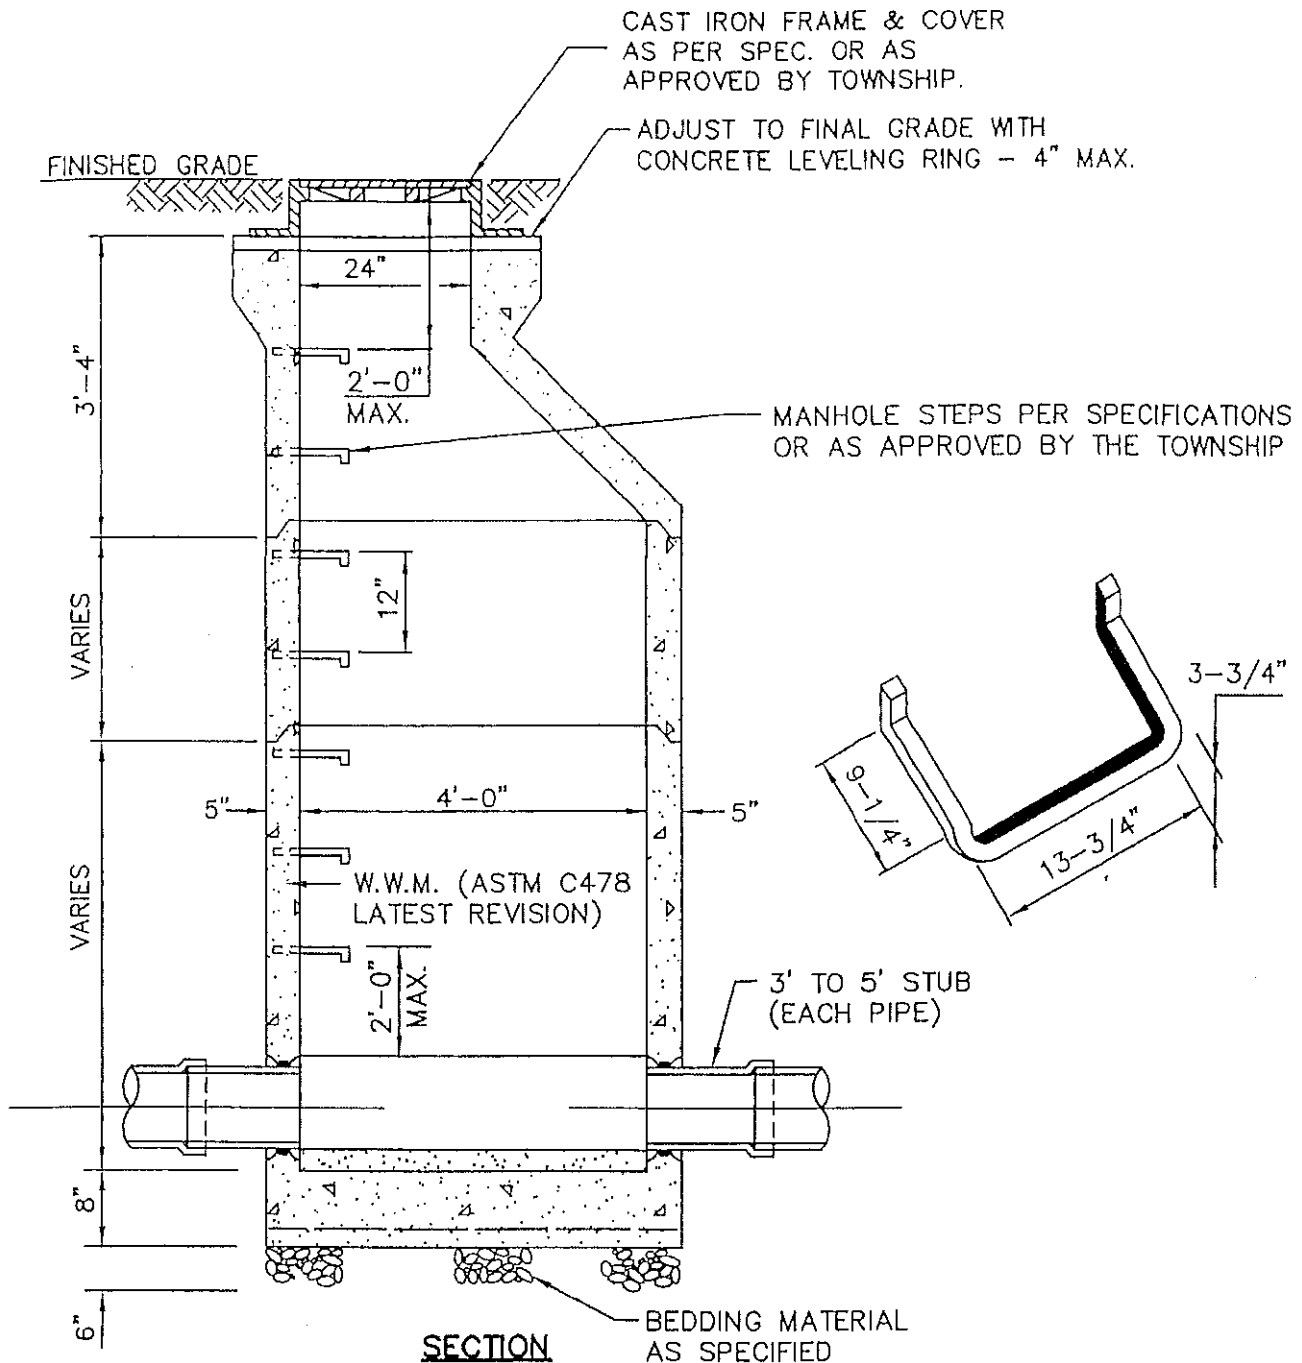 CAST IRON FRAME & COVER
AS PER SPEC. OR AS
APPROVED BY TOWNSHIP.
ADJUST TO FINAL GRADE WITH
CONCRETE LEVELING RING - 4" MAX.
FINISHED GRADE
24"
3'-4"
2'-0"
MAX.
MANHOLE STEPS PER SPECIFICATIONS
OR AS APPROVED BY THE TOWNSHIP
VARIES
12"
3-3/4"
9-1/4"
13-3/4"
5"
4'-0"
5"
VARIES
W.W.M. (ASTM C478
LATEST REVISION)
2'-0"
MAX.
3' TO 5' STUB
(EACH PIPE)
8"
6"
BEDDING MATERIAL
AS SPECIFIED
SECTION